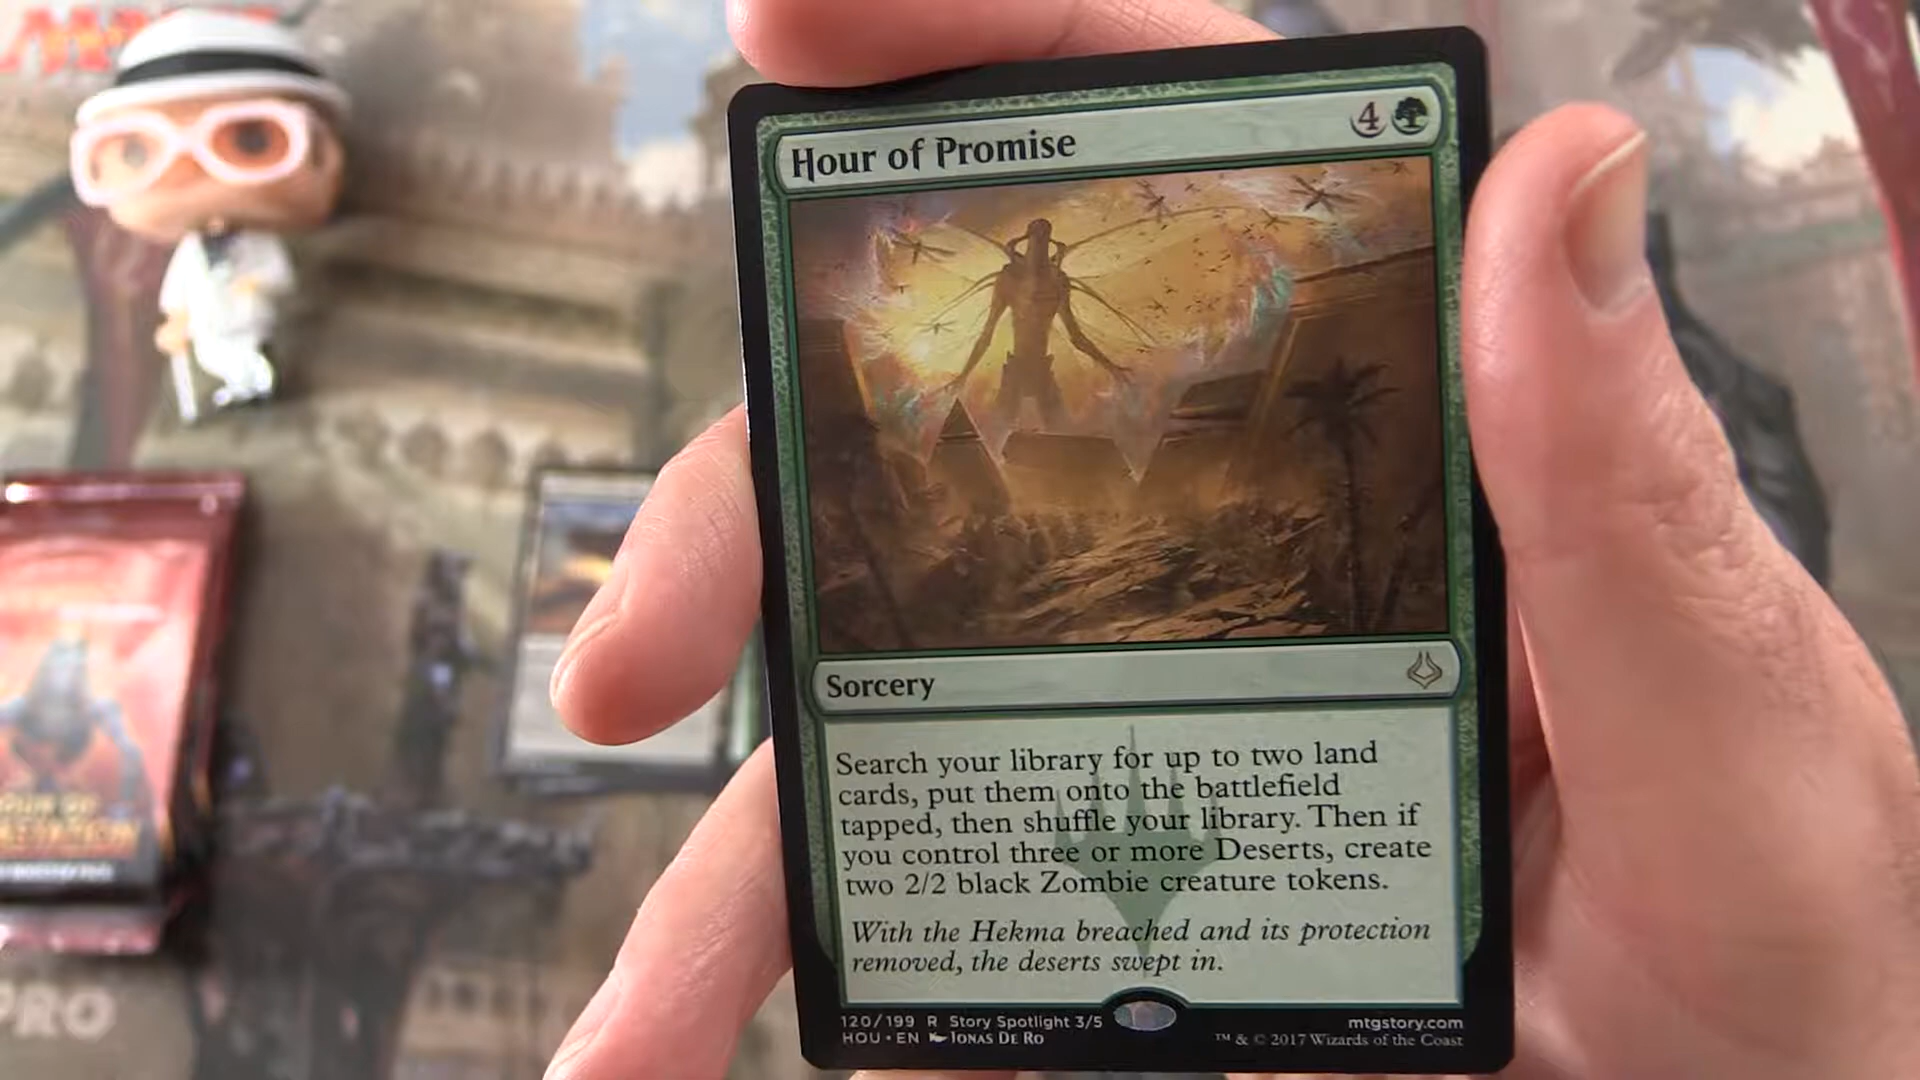 Hour of Promise
4
Sorcery
Search your library for up to two land
cards, put them onto the battlefield
tapped, then shuffle your library. Then if
you control three or more Deserts, create
two 2/2 black Zombie creature tokens.
With the Hekma breached and its protection
removed, the deserts swept in.
120/199 R Story Spotlight 3/5
HOU • EN Jonas De Ro
mtgstory.com
™ & © 2017 Wizards of the Coast
PRO